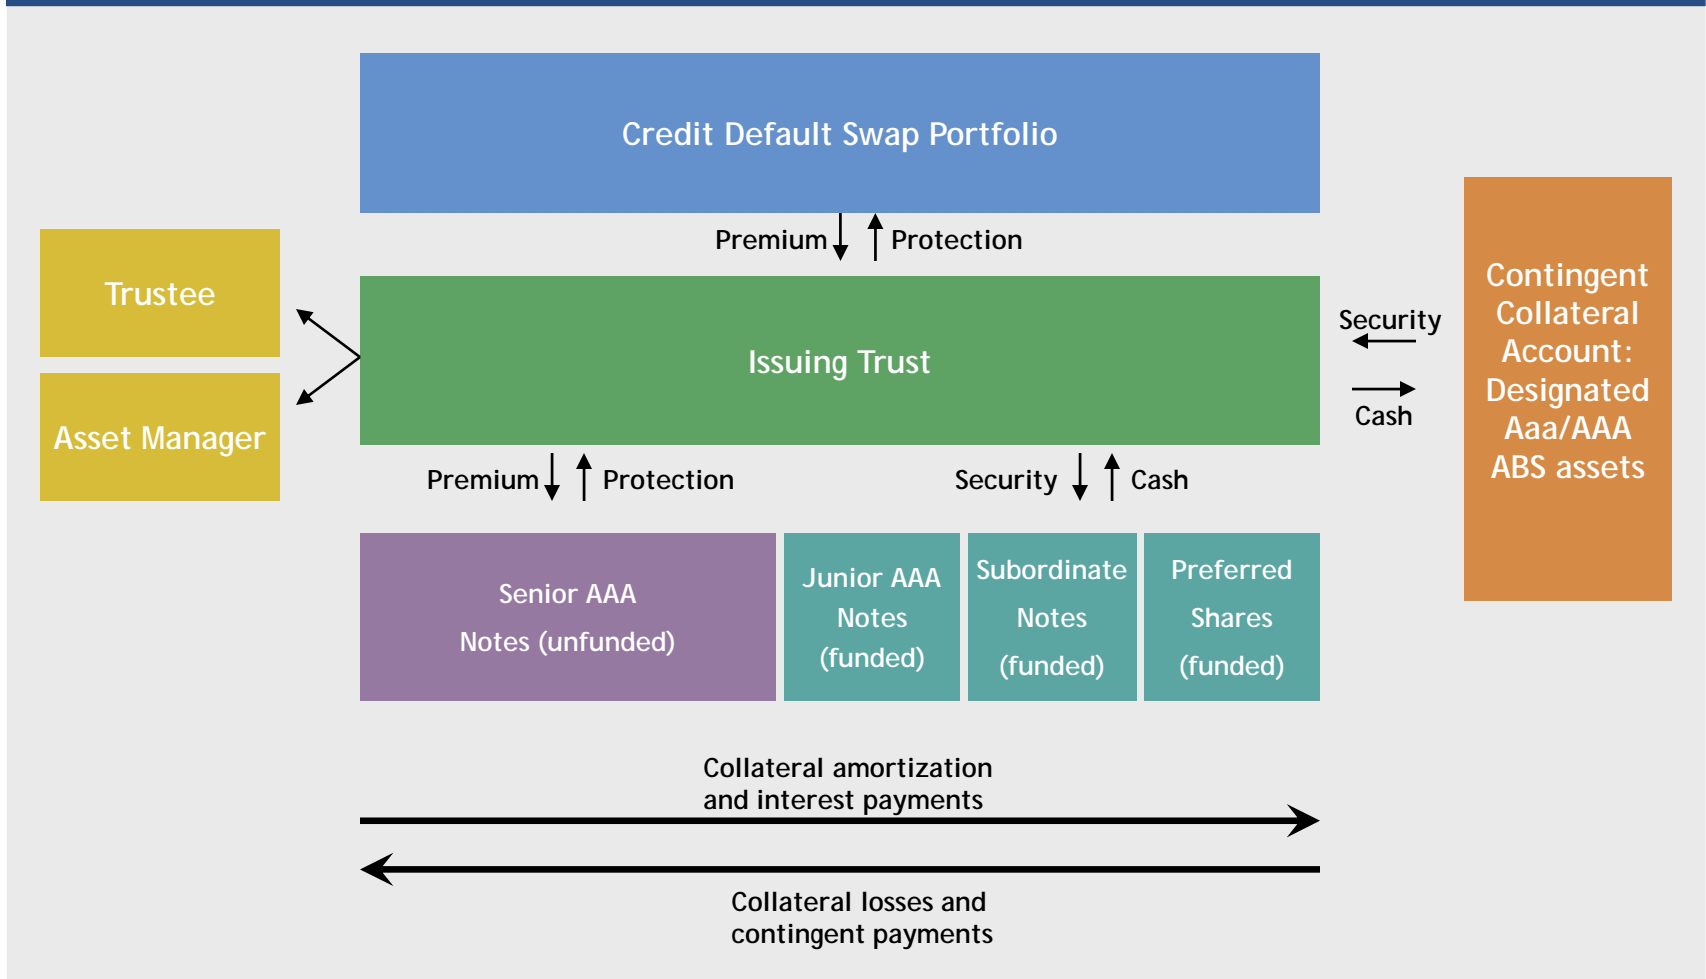 Credit Default Swap Portfolio
Premium
Protection
Trustee
Asset Manager
Issuing Trust
Security
Cash
Contingent
Collateral
Account:
Designated
Aaa/AAA
ABS assets
Premium
Protection
Security
Cash
Senior AAA
Notes (unfunded)
Junior AAA
Notes
(funded)
Subordinate
Notes
(funded)
Preferred
Shares
(funded)
Collateral amortization
and interest payments
Collateral losses and
contingent payments